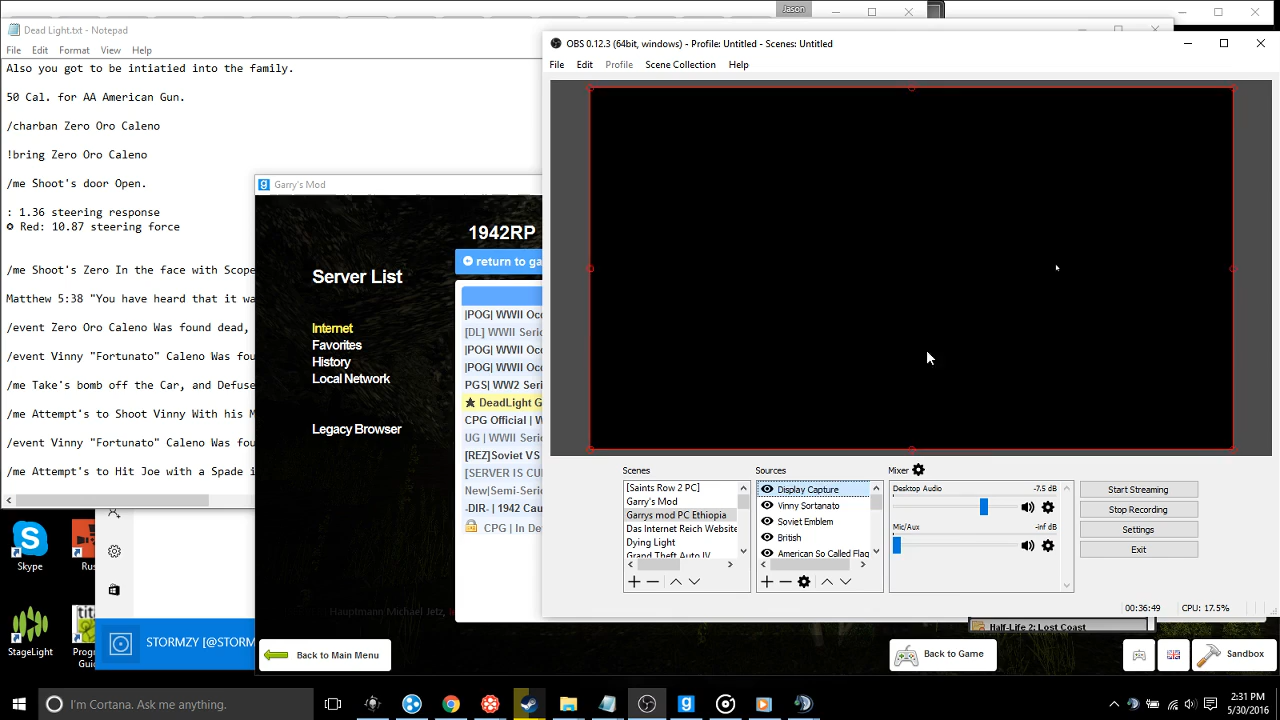 Jason
Dead Light.txt - Notepad
File Edit Format View Help
Also you got to be intiatied into the family.
50 Cal. for AA American Gun.
/charban Zero Oro Caleno
!bring Zero Oro Caleno
/me Shoot's door Open.
: 1.36 steering response
Red: 10.87 steering force
/me Shoot's Zero In the face with Scope
Matthew 5:38 "You have heard that it wa
/event Zero Oro Caleno Was found dead,
/event Vinny "Fortunato" Caleno Was fou
/me Take's bomb off the Car, and Defuse
/me Attempt's to Shoot Vinny With his M
/event Vinny "Fortunato" Caleno Was fou
/me Attempt's to Hit Joe with a Spade i
Garry's Mod
1942RP
return to ga
Server List
Internet
Favorites
History
Local Network
Legacy Browser
|POG| WWII Occ
[DL] WWII Seric
|POG| WWII Occ
|POG| WWII Occ
PGS| WW2 Seri
DeadLight G
CPG Official | W
UG | WWII Seric
[REZ]Soviet VS
[SERVER IS CU
New|Semi-Seric
-DIR- | 1942 Cau
CPG | In De
Hauptmann Michael Jetz,
Back to Main Menu
Back to Game
Sandbox
Half-Life 2: Lost Coast
OBS 0.12.3 (64bit, windows) - Profile: Untitled - Scenes: Untitled
File Edit Profile Scene Collection Help
Scenes
[Saints Row 2 PC]
Garry's Mod
Garrys mod PC Ethiopia
Das Internet Reich Website
Dying Light
Grand Theft Auto IV
Sources
Display Capture
Vinny Sortanato
Soviet Emblem
British
American So Called Flag
Mixer
Desktop Audio -7.5 dB
Mic/Aux -inf dB
Start Streaming
Stop Recording
Settings
Exit
00:36:49 CPU: 17.5%
Skype
Rus
StageLight
Progr
Guid
STORMZY [@STORM
I'm Cortana. Ask me anything.
2:31 PM
5/30/2016